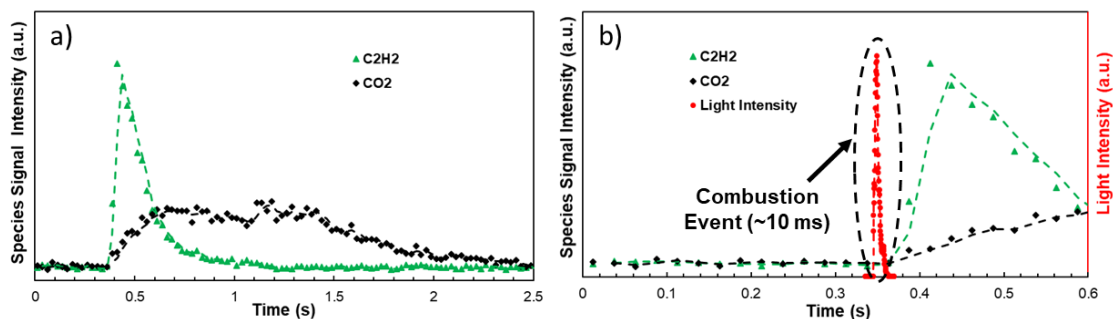 a)
Species Signal Intensity (a.u.)
C2H2
CO2
0
0.5
1
1.5
2
2.5
Time (s)
b)
Species Signal Intensity (a.u.)
C2H2
CO2
Light Intensity
Combustion
Event (~10 ms)
0
0.1
0.2
0.3
0.4
0.5
0.6
Time (s)
Light Intensity (a.u.)